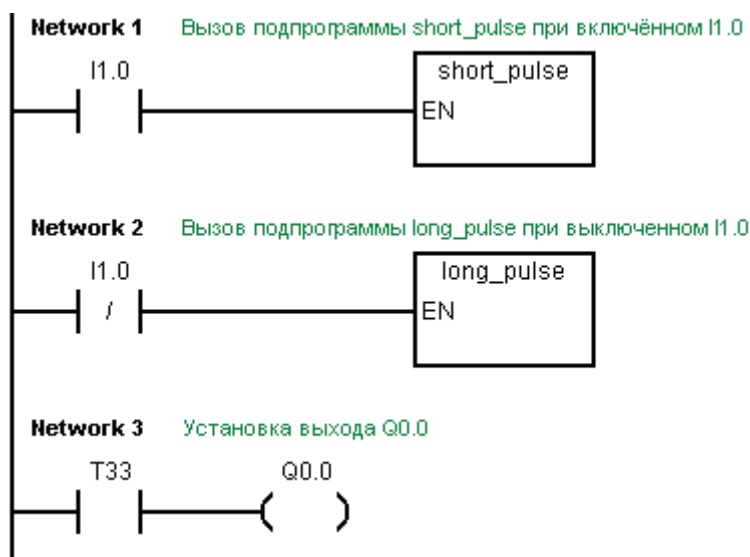 Network 1 Вызов подпрограммы short_pulse при включённом I1.0
I1.0
short_pulse
EN
Network 2 Вызов подпрограммы long_pulse при выключенном I1.0
I1.0
long_pulse
/
EN
Network 3 Установка выхода Q0.0
T33 Q0.0